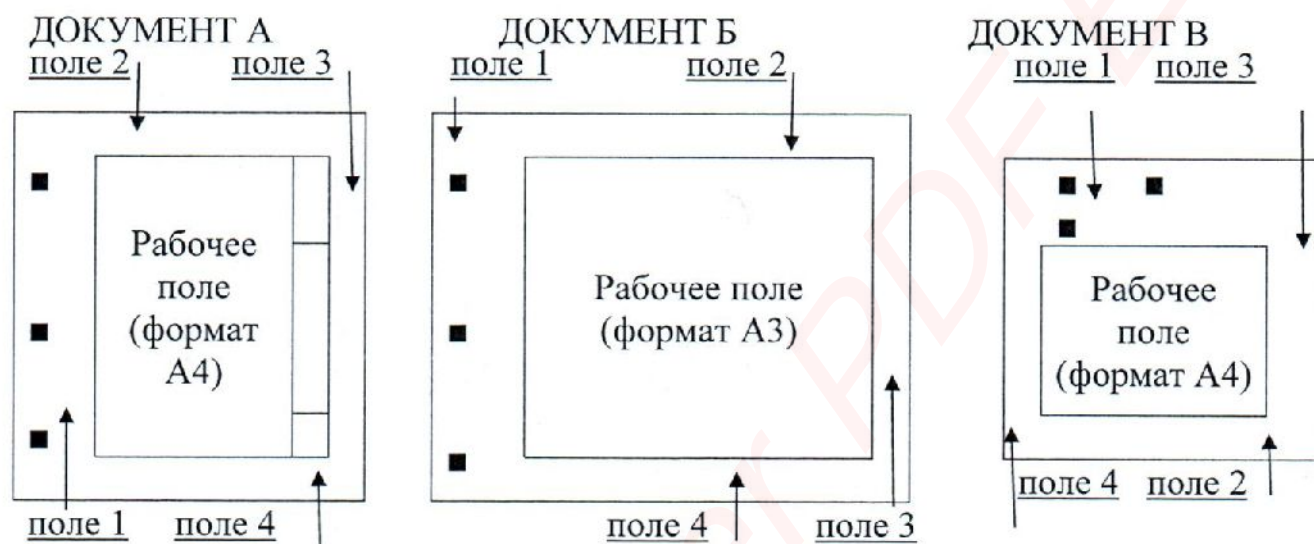 ДОКУМЕНТ А
поле 2 поле 3
Рабочее
поле
(формат
А4)
поле 1 поле 4
ДОКУМЕНТ Б
поле 1 поле 2
Рабочее поле
(формат А3)
поле 4 поле 3
ДОКУМЕНТ В
поле 1 поле 3
Рабочее
поле
(формат А4)
поле 4 поле 2